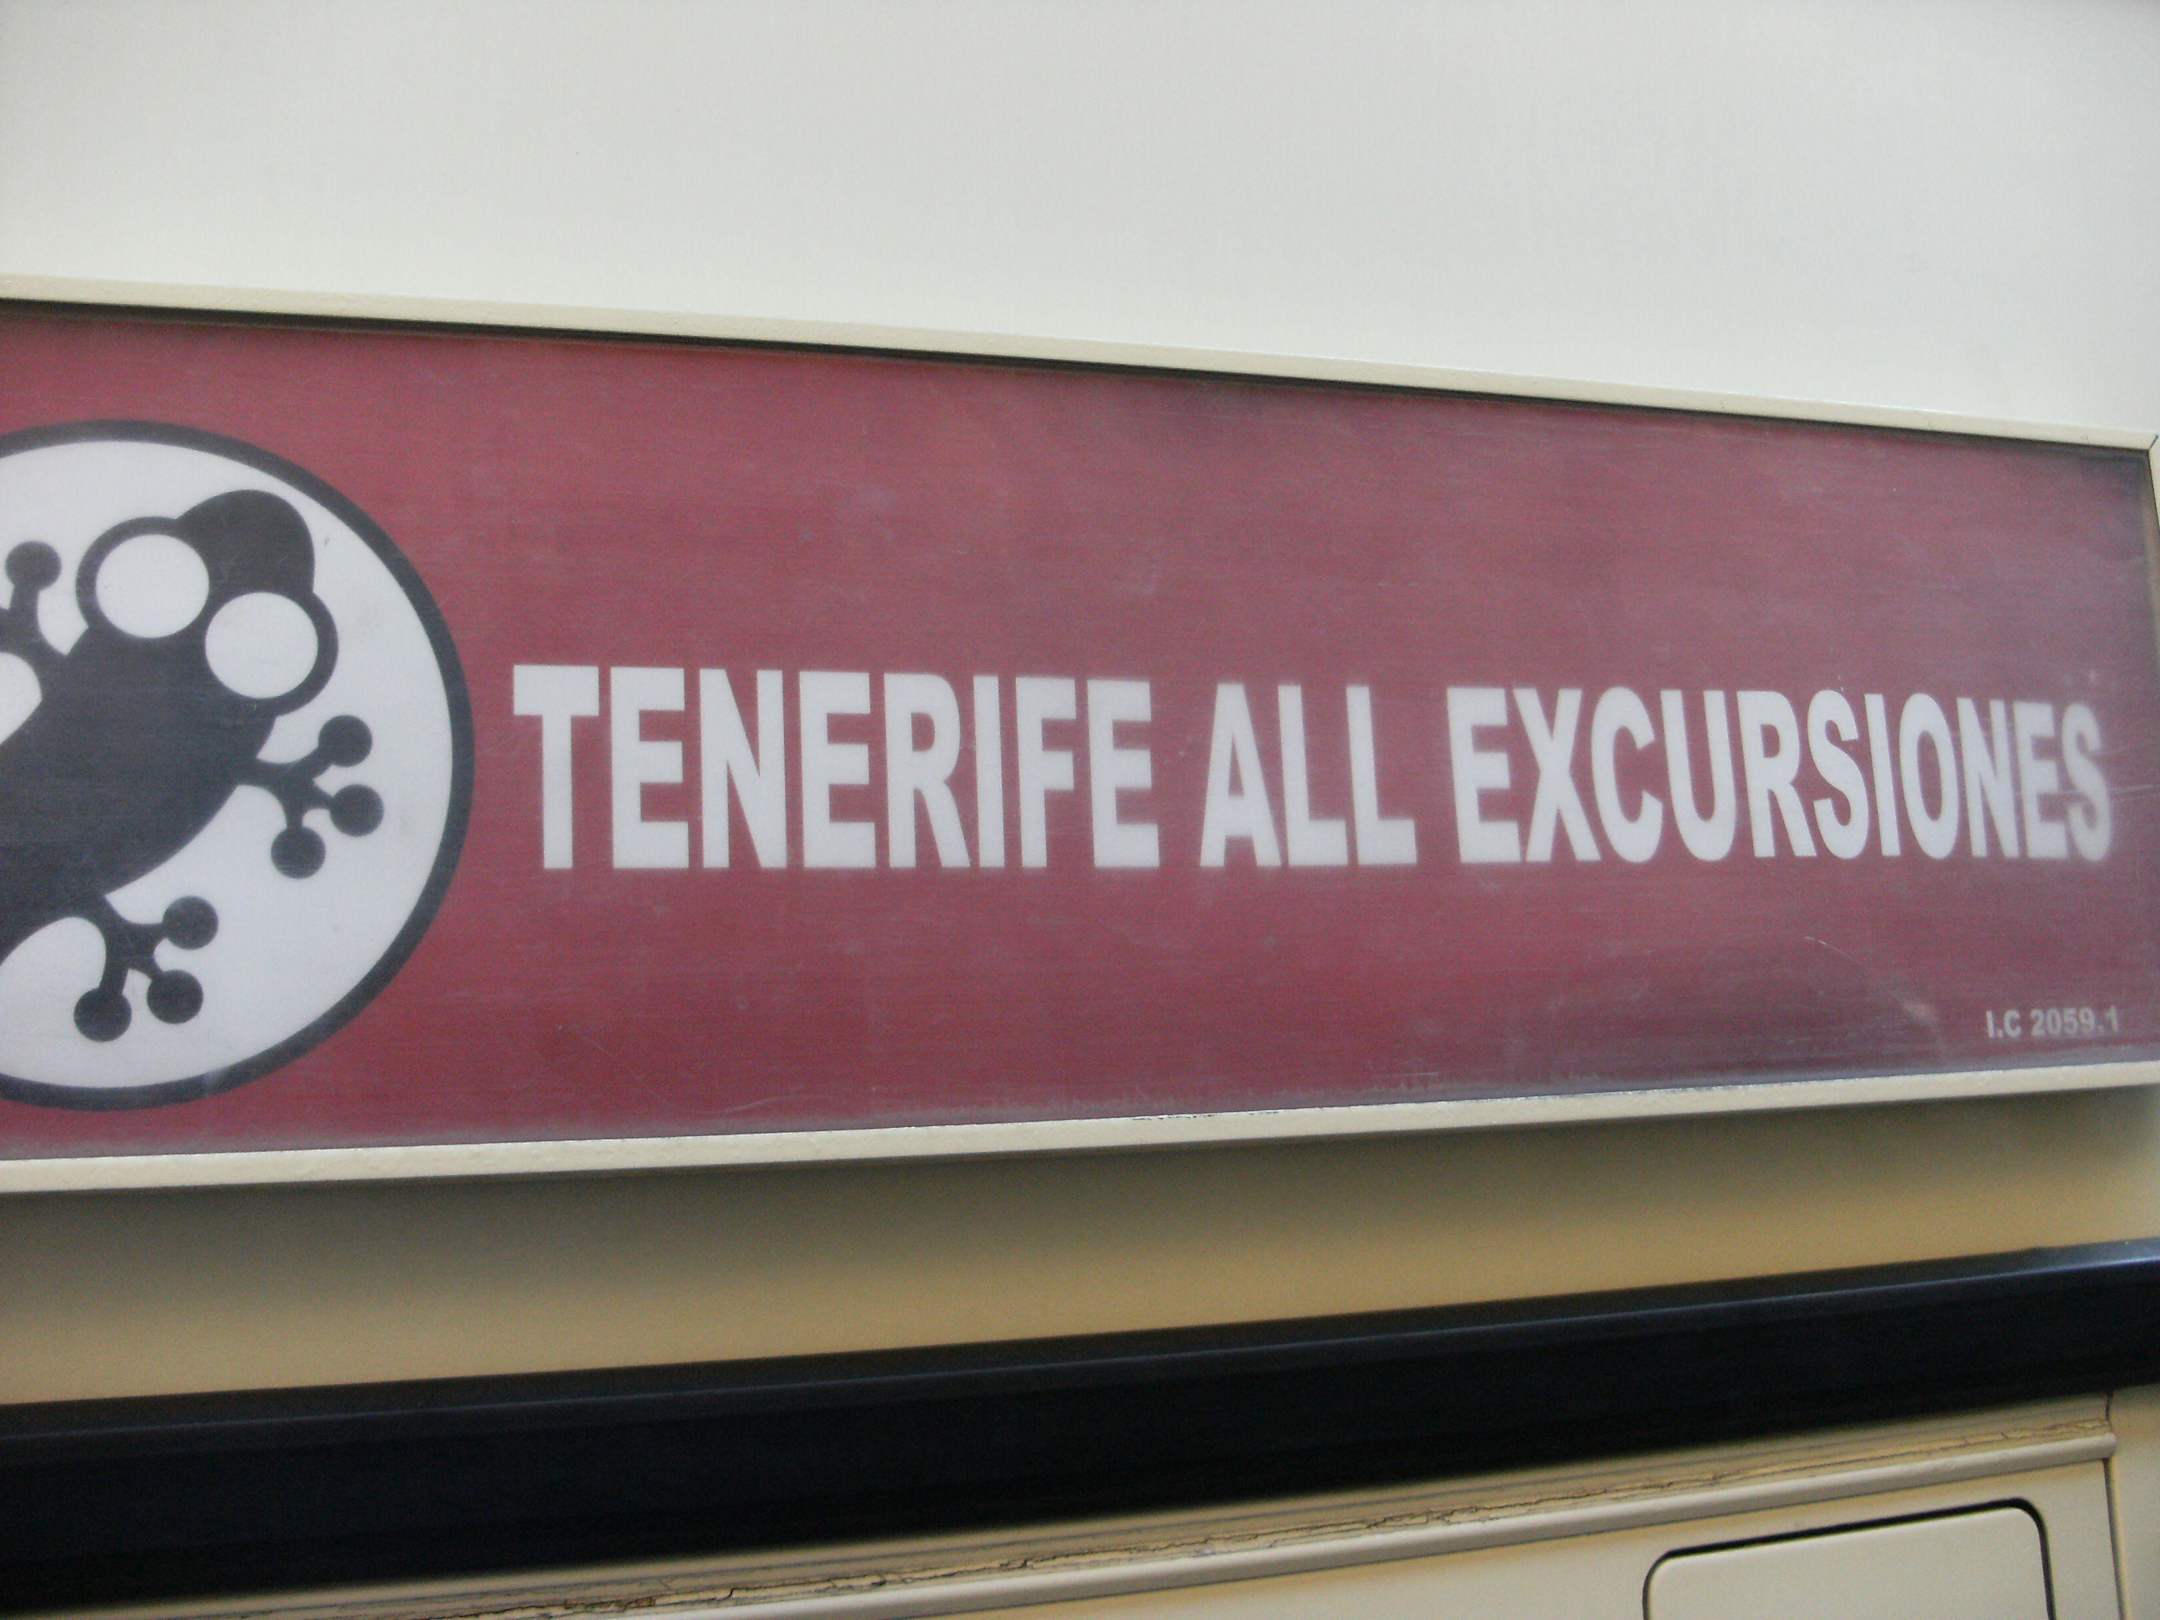 TENERIFE ALL EXCURSIONES
I.C 2059.1